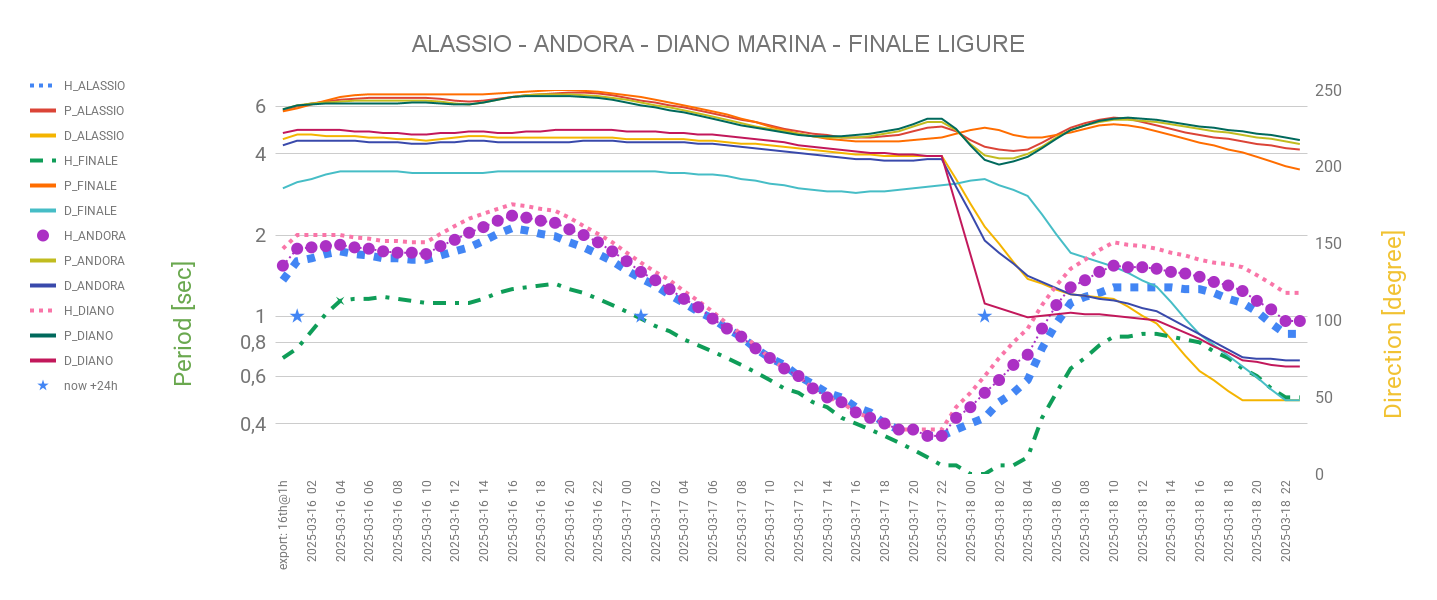 ALASSIO - ANDORA - DIANO MARINA - FINALE LIGURE
H_ALASSIO
P_ALASSIO
D_ALASSIO
H_FINALE
P_FINALE
D_FINALE
H_ANDORA
P_ANDORA
D_ANDORA
H_DIANO
P_DIANO
D_DIANO
now +24h
Period [sec]
6
4
2
1
0,8
0,6
0,4
250
200
150
100
50
0
Direction [degree]
export: 16th@1h
2025-03-16 02
2025-03-16 04
2025-03-16 06
2025-03-16 08
2025-03-16 10
2025-03-16 12
2025-03-16 14
2025-03-16 16
2025-03-16 18
2025-03-16 20
2025-03-16 22
2025-03-17 00
2025-03-17 02
2025-03-17 04
2025-03-17 06
2025-03-17 08
2025-03-17 10
2025-03-17 12
2025-03-17 14
2025-03-17 16
2025-03-17 18
2025-03-17 20
2025-03-17 22
2025-03-18 00
2025-03-18 02
2025-03-18 04
2025-03-18 06
2025-03-18 08
2025-03-18 10
2025-03-18 12
2025-03-18 14
2025-03-18 16
2025-03-18 18
2025-03-18 20
2025-03-18 22